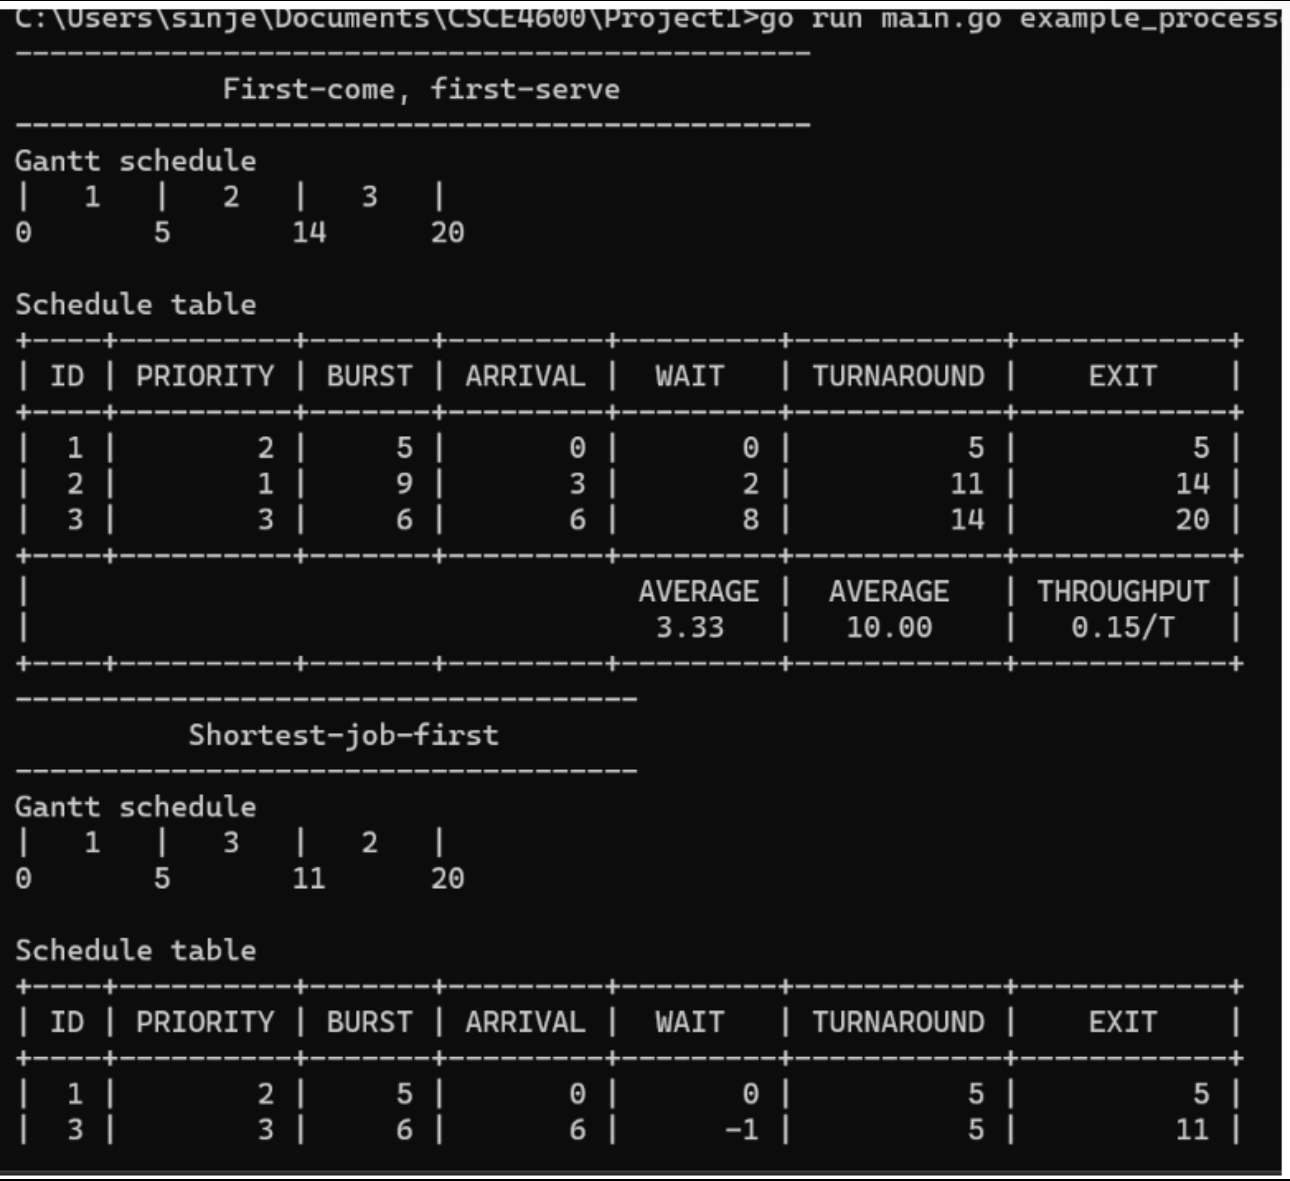 C:\Users\sinje\Documents\CSCE4600\Project1>go run main.go example_process
----------------------------------------------
            First-come, first-serve
----------------------------------------------
Gantt schedule
|   1   |   2   |   3   |
0       5       14      20

Schedule table
+----+----------+-------+---------+---------+------------+------------+
| ID | PRIORITY | BURST | ARRIVAL |  WAIT   | TURNAROUND |    EXIT    |
+----+----------+-------+---------+---------+------------+------------+
|  1 |        2 |     5 |       0 |       0 |          5 |          5 |
|  2 |        1 |     9 |       3 |       2 |         11 |         14 |
|  3 |        3 |     6 |       6 |       8 |         14 |         20 |
+----+----------+-------+---------+---------+------------+------------+
|                                   AVERAGE |  AVERAGE   | THROUGHPUT |
|                                    3.33   |   10.00    |   0.15/T   |
+----+----------+-------+---------+---------+------------+------------+
------------------------------------
          Shortest-job-first
------------------------------------
Gantt schedule
|   1   |   3   |   2   |
0       5       11      20

Schedule table
+----+----------+-------+---------+---------+------------+------------+
| ID | PRIORITY | BURST | ARRIVAL |  WAIT   | TURNAROUND |    EXIT    |
+----+----------+-------+---------+---------+------------+------------+
|  1 |        2 |     5 |       0 |       0 |          5 |          5 |
|  3 |        3 |     6 |       6 |      -1 |          5 |         11 |